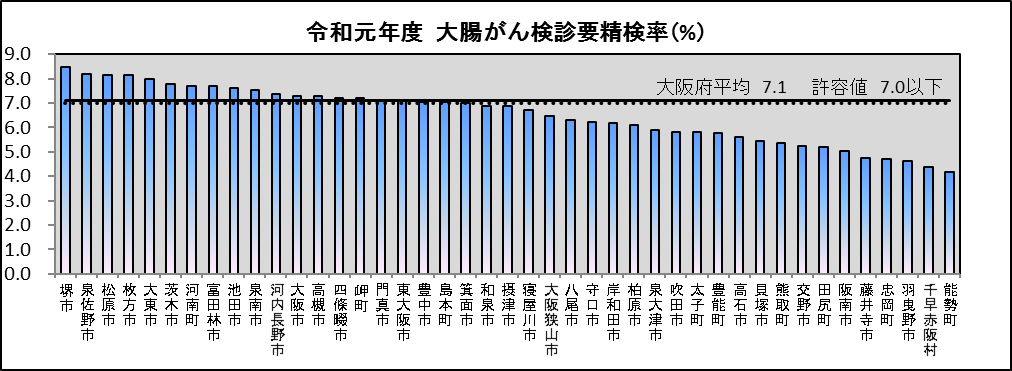 令和元年度 大腸がん検診要精検率(%)
9.0
8.0
7.0
6.0
5.0
4.0
3.0
2.0
1.0
0.0
大阪府平均 7.1 許容値 7.0以下
堺市
泉佐野市
松原市
枚方市
大東市
茨木市
河南町
富田林市
池田市
泉南市
河内長野市
大阪市
高槻市
四條畷市
岬町
門真市
東大阪市
豊中市
島本町
箕面市
和泉市
摂津市
寝屋川市
大阪狭山市
八尾市
守口市
岸和田市
柏原市
泉大津市
吹田市
太子町
豊能町
高石市
貝塚市
熊取町
交野市
田尻町
阪南市
藤井寺市
忠岡町
羽曳野市
千早赤阪村
能勢町